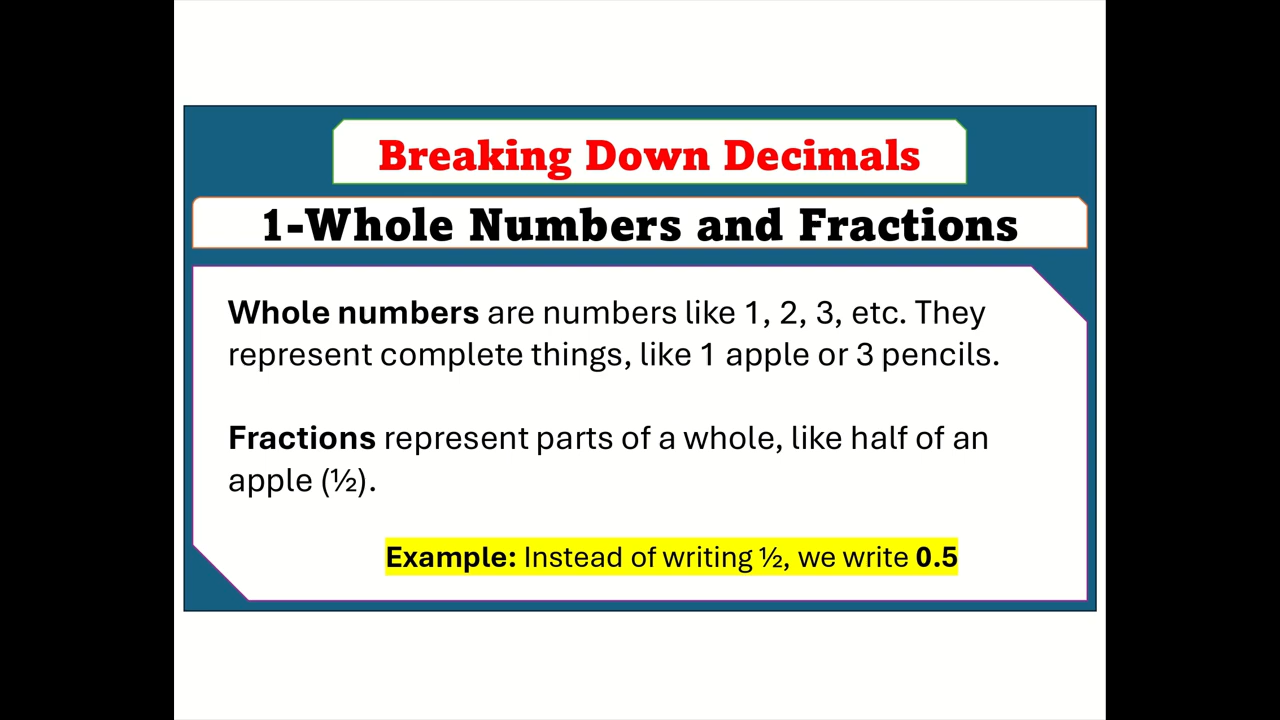 Breaking Down Decimals
1-Whole Numbers and Fractions
Whole numbers are numbers like 1, 2, 3, etc. They
represent complete things, like 1 apple or 3 pencils.
Fractions represent parts of a whole, like half of an
apple (½).
Example: Instead of writing ½, we write 0.5